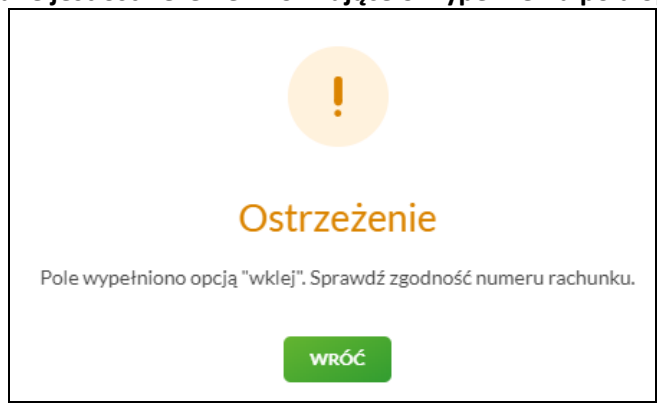 !
Ostrzeżenie
Pole wypełniono opcją "wklej". Sprawdź zgodność numeru rachunku.
WRÓĆ